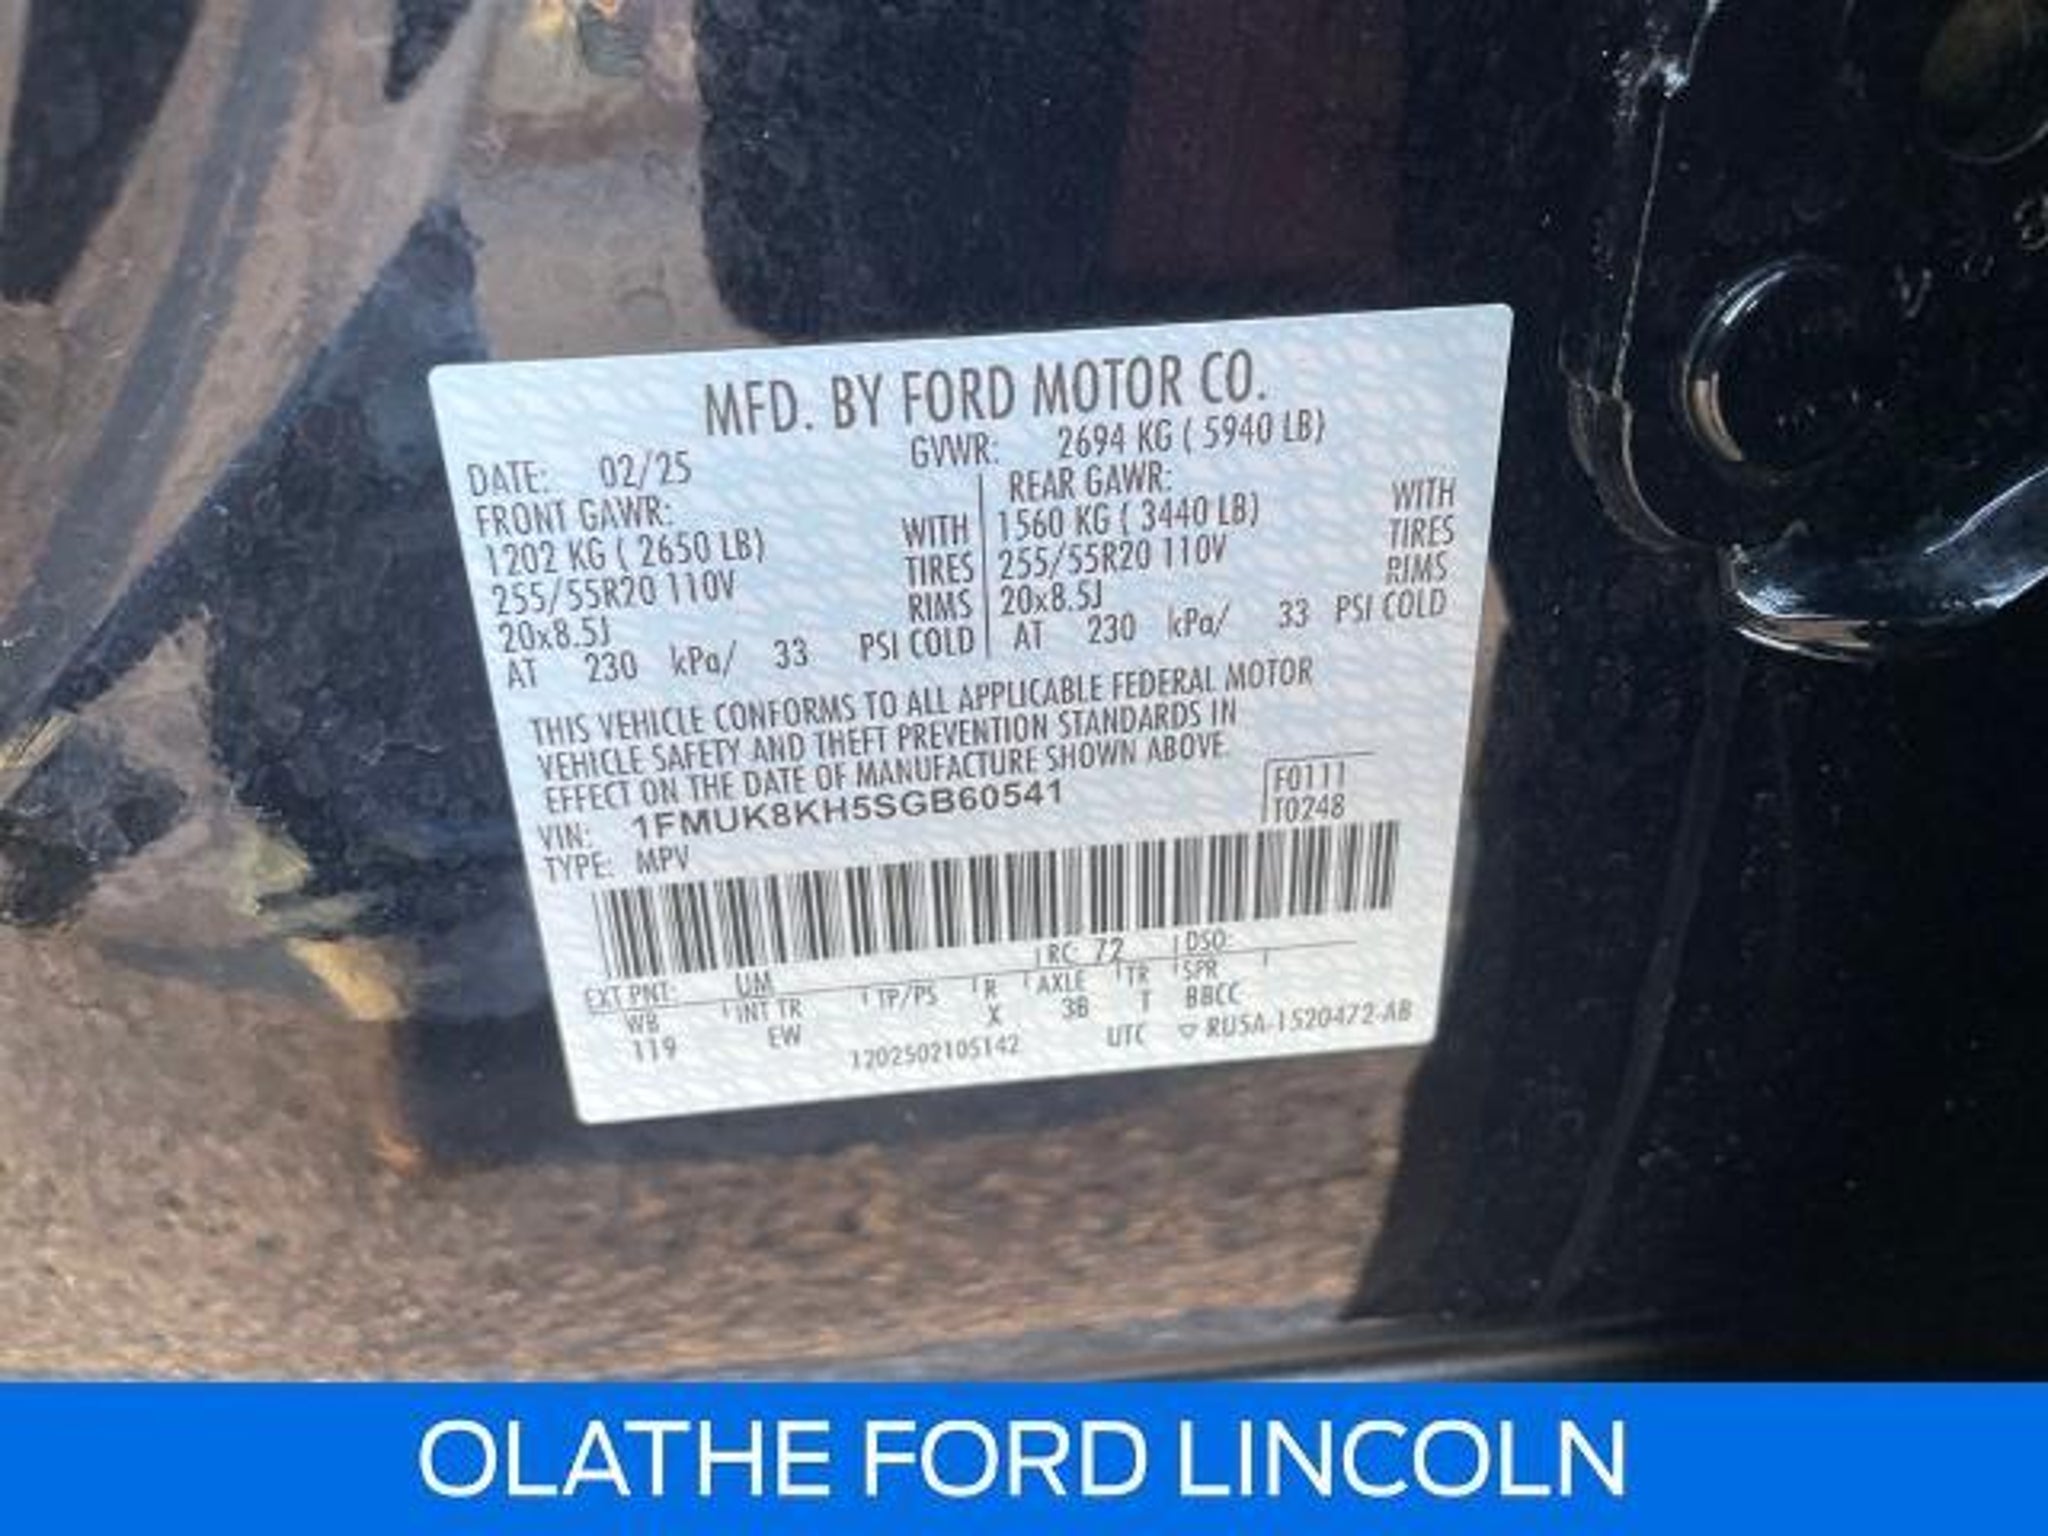 MFD. BY FORD MOTOR CO.
DATE: 02/25 GVWR: 2694 KG ( 5940 LB)
FRONT GAWR: REAR GAWR:
1202 KG ( 2650 LB) WITH 1560 KG ( 3440 LB) WITH
255/55R20 110V TIRES 255/55R20 110V TIRES
20x8.5J RIMS 20x8.5J RIMS
AT 230 kPa/ 33 PSI COLD AT 230 kPa/ 33 PSI COLD
THIS VEHICLE CONFORMS TO ALL APPLICABLE FEDERAL MOTOR
VEHICLE SAFETY AND THEFT PREVENTION STANDARDS IN
EFFECT ON THE DATE OF MANUFACTURE SHOWN ABOVE.
VIN: 1FMUK8KH5SGB60541 F0111
TYPE: MPV T0248
EXT PNT: UM RC: 72 DSO:
WB INT TR TP/PS R AXLE TR SPR
119 EW X 3B T BBCC
1202502105142 UTC RU5A-1520472-AB
OLATHE FORD LINCOLN